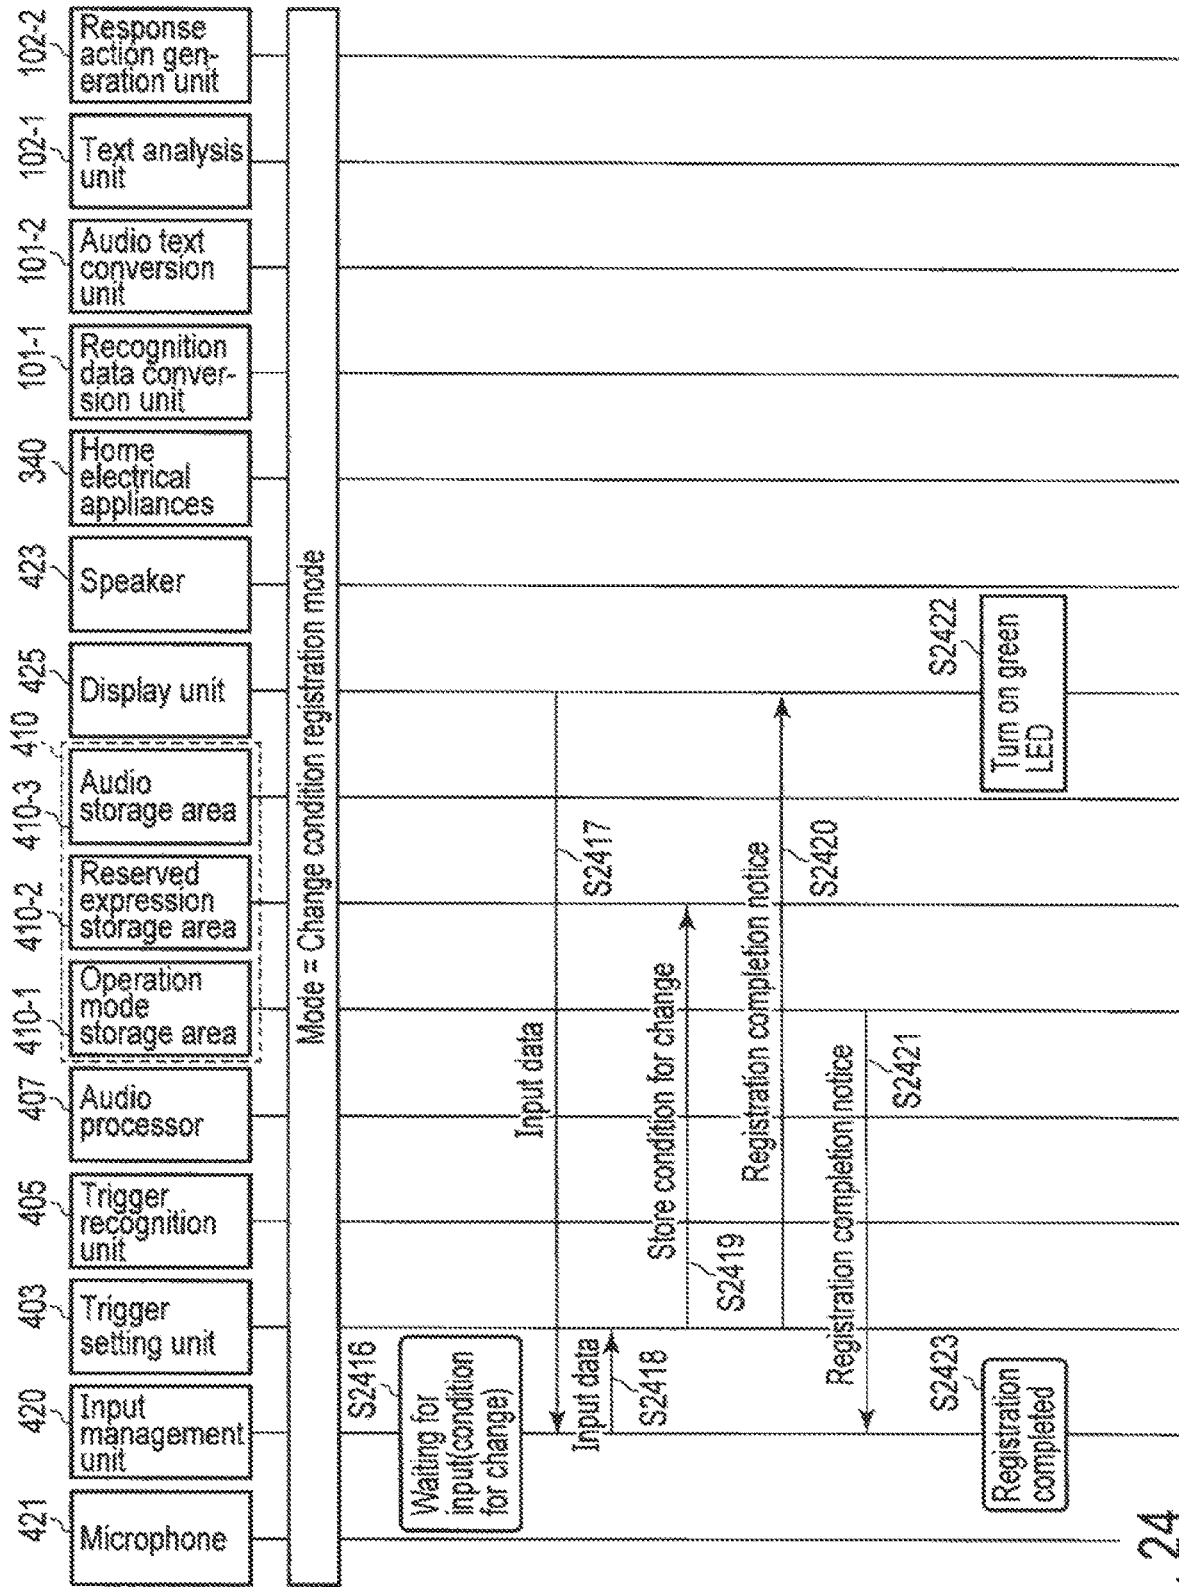 421
Microphone
420
Input
management
unit
403
Trigger
setting unit
405
Trigger
recognition
unit
407
Audio
processor
410-1
Operation
mode
storage area
410-2
Reserved
expression
storage area
410-3
Audio
storage area
410
425
Display unit
423
Speaker
340
Home
electrical
appliances
101-1
Recognition
data conver-
sion unit
101-2
Audio text
conversion
unit
102-1
Text analysis
unit
102-2
Response
action gen-
eration unit
Mode = Change condition registration mode
S2416
Waiting for
input(condition
for change)
Input data
S2417
Input data
S2418
Store condition for change
S2419
Registration completion notice
S2420
Registration completion notice
S2421
S2422
Turn on green
LED
S2423
Registration
completed
24